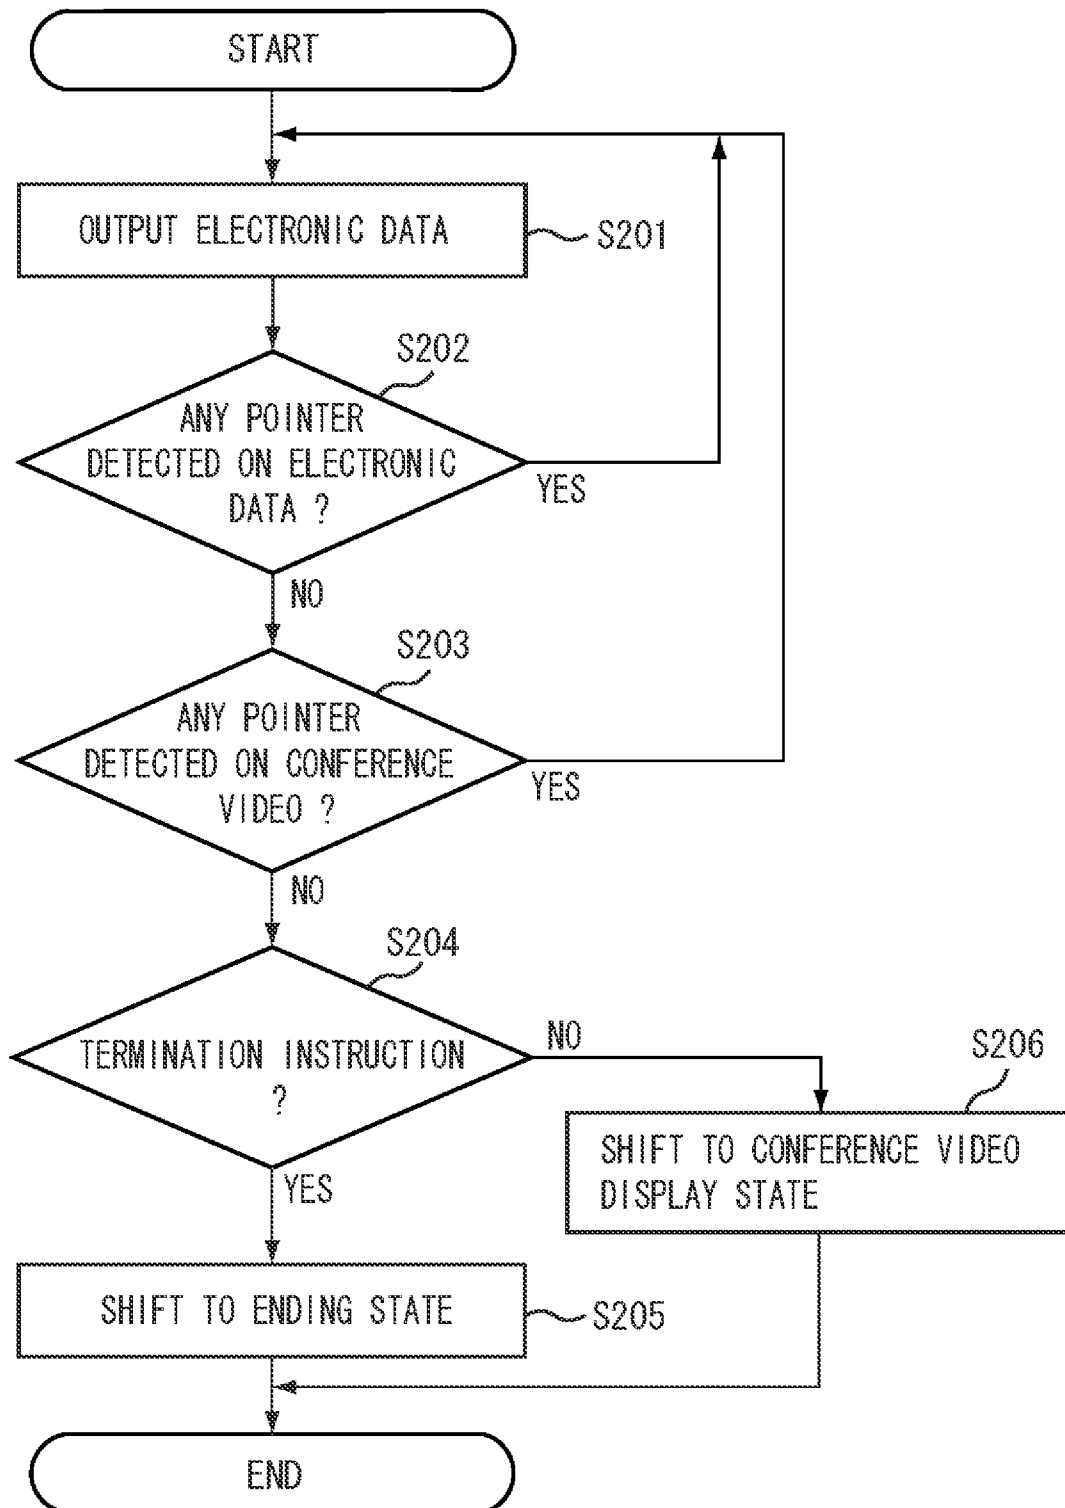 START
OUTPUT ELECTRONIC DATA
S201
S202
ANY POINTER
DETECTED ON ELECTRONIC
DATA ?
YES
NO
S203
ANY POINTER
DETECTED ON CONFERENCE
VIDEO ?
YES
NO
S204
TERMINATION INSTRUCTION
?
NO
YES
S206
SHIFT TO CONFERENCE VIDEO
DISPLAY STATE
SHIFT TO ENDING STATE
S205
END